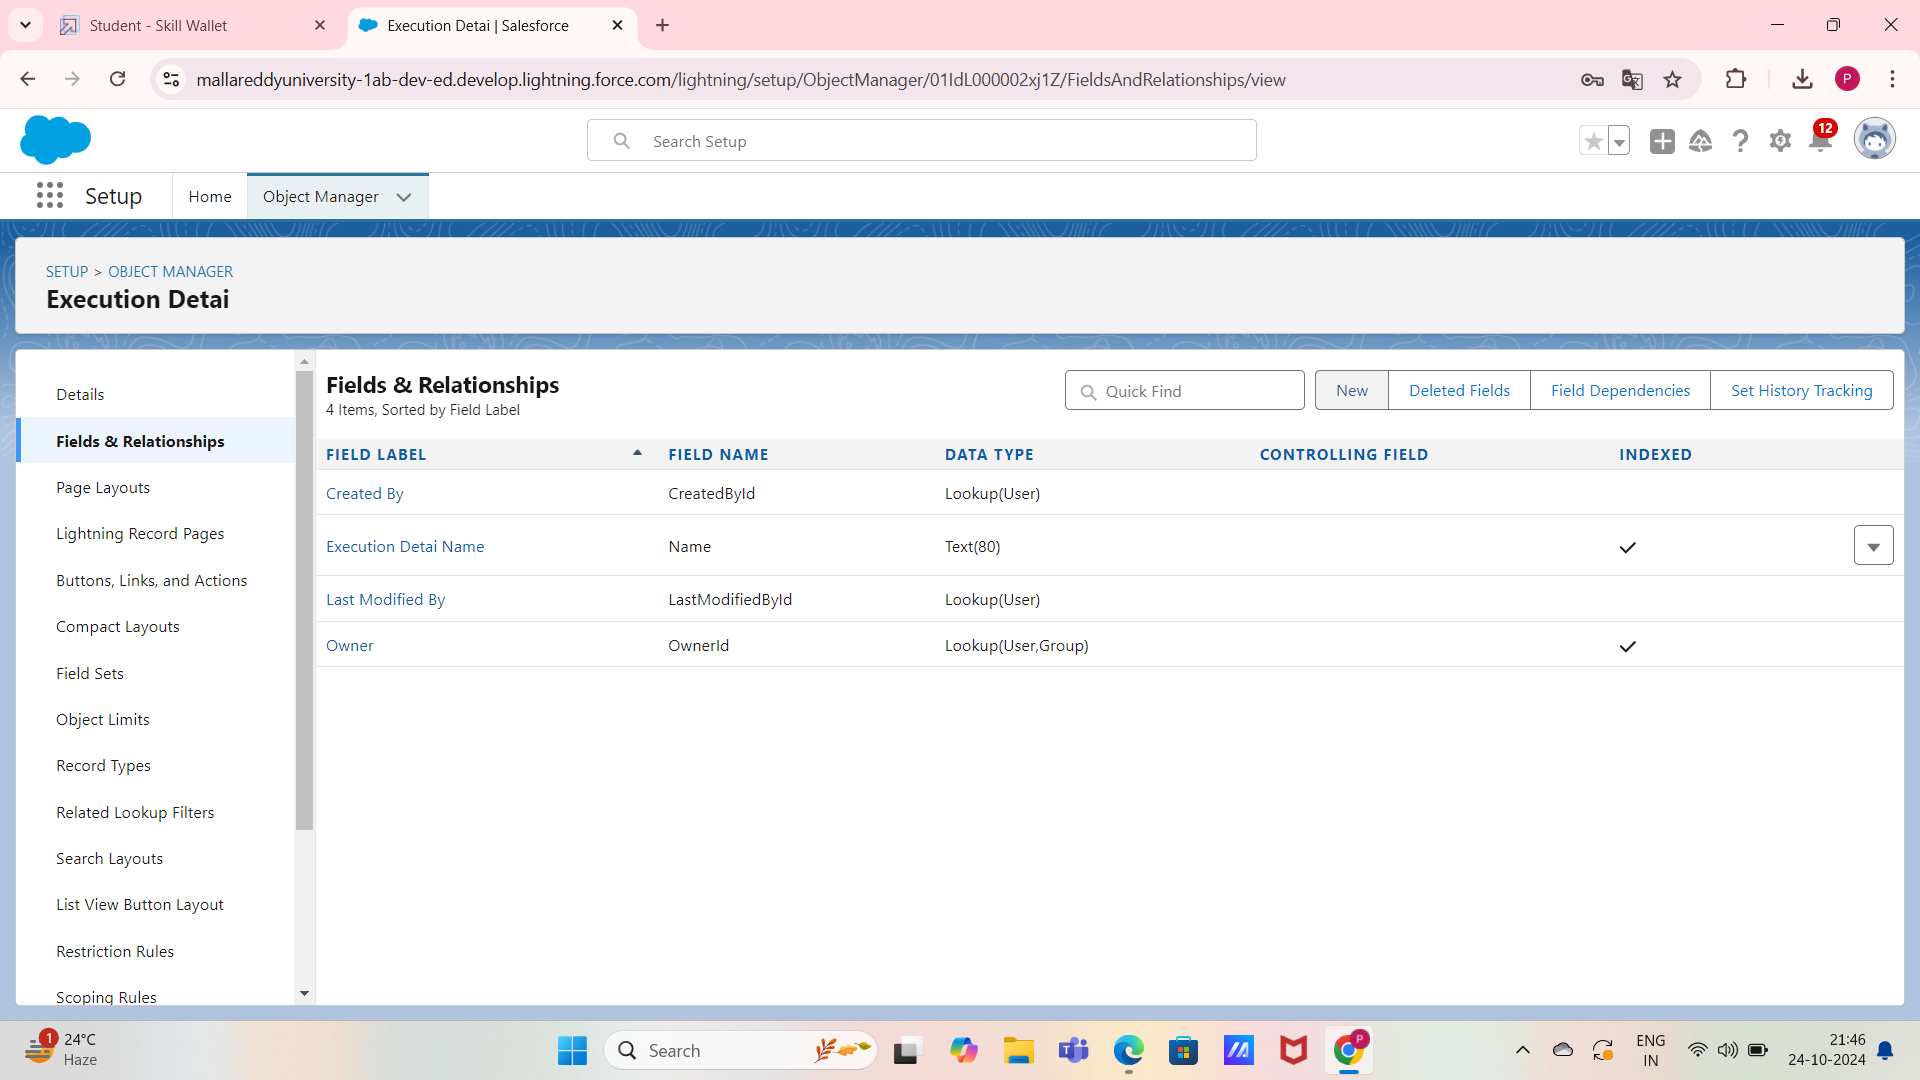 Student - Skill Wallet
Execution Detai | Salesforce
mallareddyuniversity-1ab-dev-ed.develop.lightning.force.com/lightning/setup/ObjectManager/01IdL000002xj1Z/FieldsAndRelationships/view
P
Search Setup
12
Setup
Home
Object Manager
SETUP > OBJECT MANAGER
Execution Detai
Details
Fields & Relationships
Page Layouts
Lightning Record Pages
Buttons, Links, and Actions
Compact Layouts
Field Sets
Object Limits
Record Types
Related Lookup Filters
Search Layouts
List View Button Layout
Restriction Rules
Scoping Rules
Fields & Relationships
4 Items, Sorted by Field Label
Quick Find
New
Deleted Fields
Field Dependencies
Set History Tracking
FIELD LABEL FIELD NAME DATA TYPE CONTROLLING FIELD INDEXED
Created By CreatedById Lookup(User)
Execution Detai Name Name Text(80)
Last Modified By LastModifiedById Lookup(User)
Owner OwnerId Lookup(User,Group)
1
24°C
Haze
Search
P
ENG
IN
21:46
24-10-2024